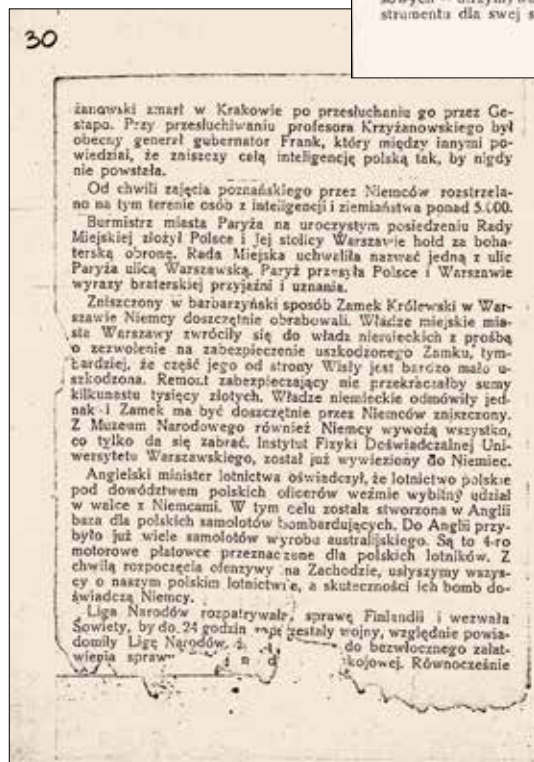 strumentu dla swej s
30
żanowski zmarł w Krakowie po przesłuchaniu go przez Ge-
stapo. Przy przesłuchiwaniu profesora Krzyżanowskiego był
obecny generał gubernator Frank, który między innymi po-
wiedział, że zniszczy całą inteligencję polską tak, by nigdy
nie powstała.
Od chwili zajęcia poznańskiego przez Niemców rozstrzela-
no na tym terenie osób z inteligencji i ziemiaństwa ponad 5.000.
Burmistrz miasta Paryża na uroczystym posiedzeniu Rady
Miejskiej złożył Polsce i Jej stolicy Warszawie hołd za boha-
terską obronę. Rada Miejska uchwaliła nazwać jedną z ulic
Paryża ulicą Warszawską. Paryż przesyła Polsce i Warszawie
wyrazy braterskiej przyjaźni i uznania.
Zniszczony w barbarzyński sposób Zamek Królewski w War-
szawie Niemcy doszczętnie obrabowali. Władze miejskie mia-
sta Warszawy zwróciły się do władz niemieckich z prośbą
o zezwolenie na zabezpieczenie uszkodzonego Zamku, tym-
bardziej, że część jego od strony Wisły jest bardzo mało u-
szkodzona. Remont zabezpieczający nie przekraczałby sumy
kilkunastu tysięcy złotych. Władze niemieckie odmówiły jed-
nak i Zamek ma być doszczętnie przez Niemców zniszczony.
Z Muzeum Narodowego również Niemcy wywożą wszystko,
co tylko da się zabrać. Instytut Fizyki Doświadczalnej Uni-
wersytetu Warszawskiego, został już wywieziony do Niemiec.
Angielski minister lotnictwa oświadczył, że lotnictwo polskie
pod dowództwem polskich oficerów weźmie wybitny udział
w walce z Niemcami. W tym celu została stworzona w Anglii
baza dla polskich samolotów bombardujących. Do Anglii przy-
było już wiele samolotów wyrobu australijskiego. Są to 4-ro
motorowe płatowce przeznaczone dla polskich lotników. Z
chwilą rozpoczęcia ofenzywy na Zachodzie, usłyszymy wszys-
cy o naszym polskim lotnictwie, a skuteczności ich bomb do-
świadczą Niemcy.
Liga Narodów rozpatrywała sprawę Finlandii i wezwała
Sowiety, by do 24 godzin zaprzestały wojny, względnie powia-
domiły Ligę Narodów, do bezwłocznego załat-
wienia sprawy kojowej. Równocześnie